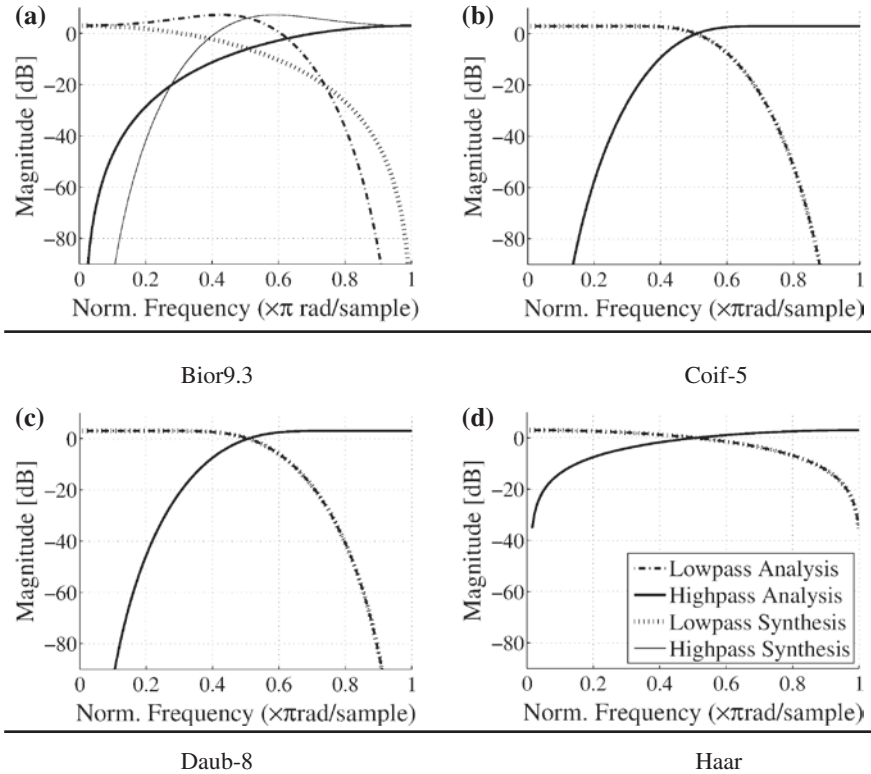 (a)
Magnitude [dB]
0
−20
−40
−60
−80
0 0.2 0.4 0.6 0.8 1
Norm. Frequency (×π rad/sample)
Bior9.3
(b)
Magnitude [dB]
0
−20
−40
−60
−80
0 0.2 0.4 0.6 0.8 1
Norm. Frequency (×πrad/sample)
Coif-5
(c)
Magnitude [dB]
0
−20
−40
−60
−80
0 0.2 0.4 0.6 0.8 1
Norm. Frequency (×πrad/sample)
Daub-8
(d)
Magnitude [dB]
0
−20
−40
−60
−80
Lowpass Analysis
Highpass Analysis
Lowpass Synthesis
Highpass Synthesis
0 0.2 0.4 0.6 0.8 1
Norm. Frequency (×πrad/sample)
Haar